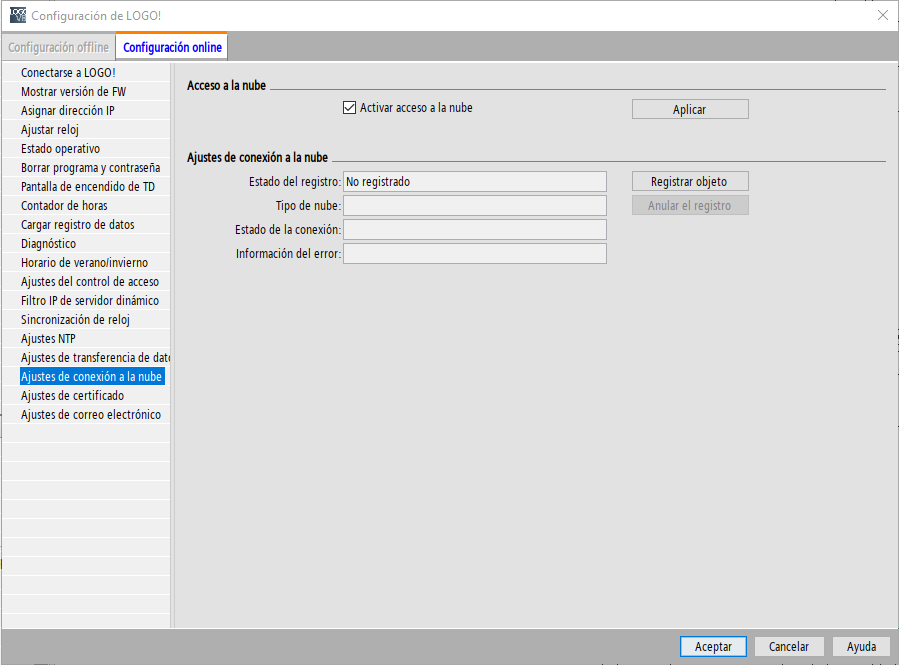 Configuración de LOGO!
Configuración offline
Configuración online
Conectarse a LOGO!
Mostrar versión de FW
Asignar dirección IP
Ajustar reloj
Estado operativo
Borrar programa y contraseña
Pantalla de encendido de TD
Contador de horas
Cargar registro de datos
Diagnóstico
Horario de verano/invierno
Ajustes del control de acceso
Filtro IP de servidor dinámico
Sincronización de reloj
Ajustes NTP
Ajustes de transferencia de dato
Ajustes de conexión a la nube
Ajustes de certificado
Ajustes de correo electrónico
Acceso a la nube
Activar acceso a la nube
Aplicar
Ajustes de conexión a la nube
Estado del registro: No registrado
Registrar objeto
Tipo de nube:
Anular el registro
Estado de la conexión:
Información del error:
Aceptar
Cancelar
Ayuda